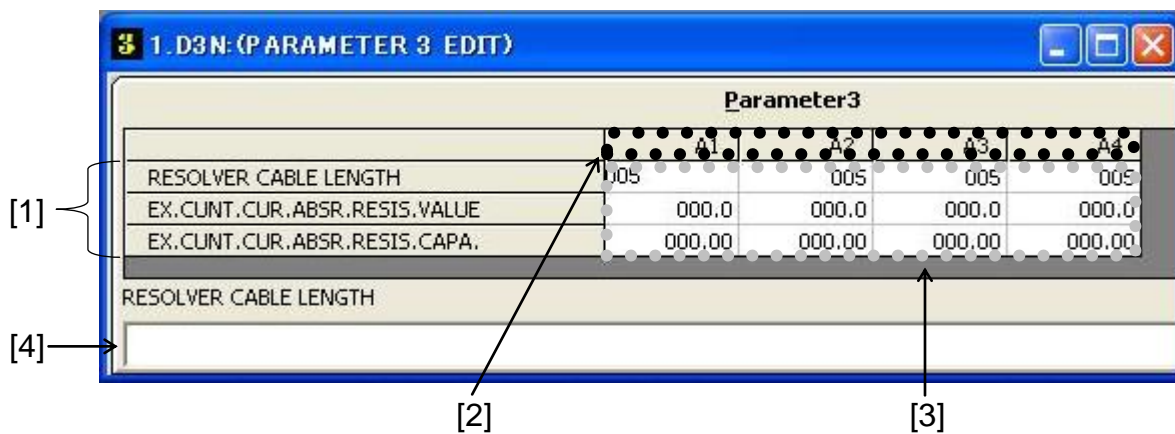 3 1.D3N:(PARAMETER 3 EDIT)
Parameter3
A1 A2 A3 A4
RESOLVER CABLE LENGTH 005 005 005 005
[1] EX.CUNT.CUR.ABSR.RESIS.VALUE 000.0 000.0 000.0 000.0
EX.CUNT.CUR.ABSR.RESIS.CAPA. 000.00 000.00 000.00 000.00
RESOLVER CABLE LENGTH
[4]
[2] [3]